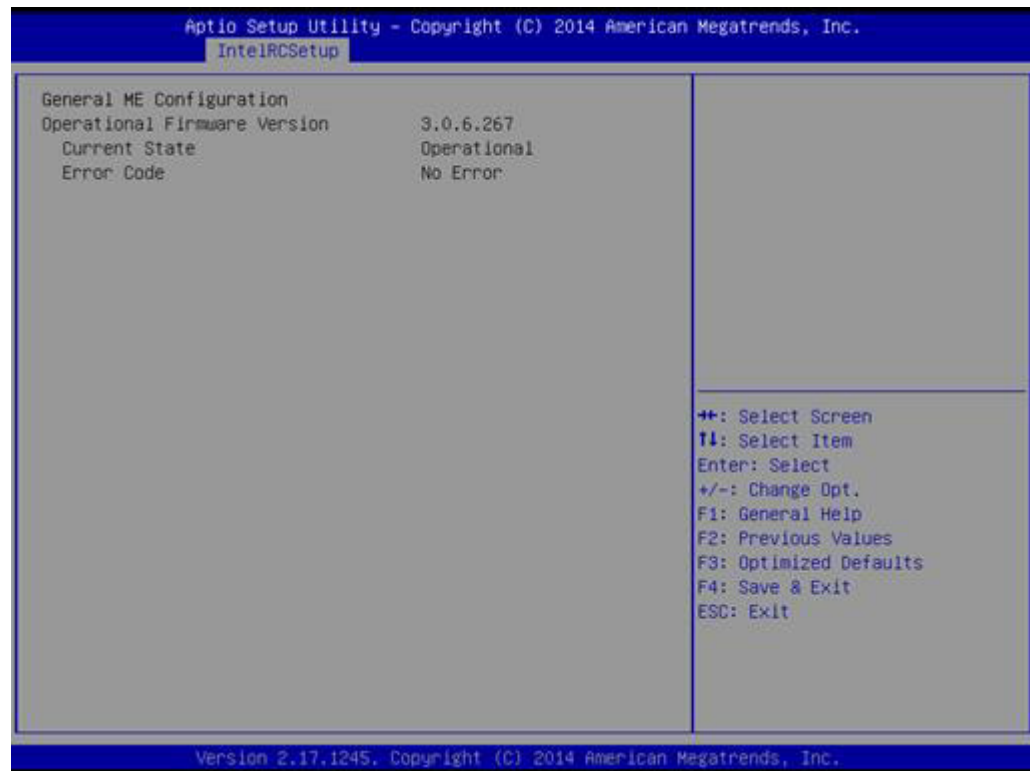 Aptio Setup Utility – Copyright (C) 2014 American Megatrends, Inc.
IntelRCSetup
General ME Configuration
Operational Firmware Version 3.0.6.267
Current State Operational
Error Code No Error
→←: Select Screen
↑↓: Select Item
Enter: Select
+/-: Change Opt.
F1: General Help
F2: Previous Values
F3: Optimized Defaults
F4: Save & Exit
ESC: Exit
Version 2.17.1245. Copyright (C) 2014 American Megatrends, Inc.